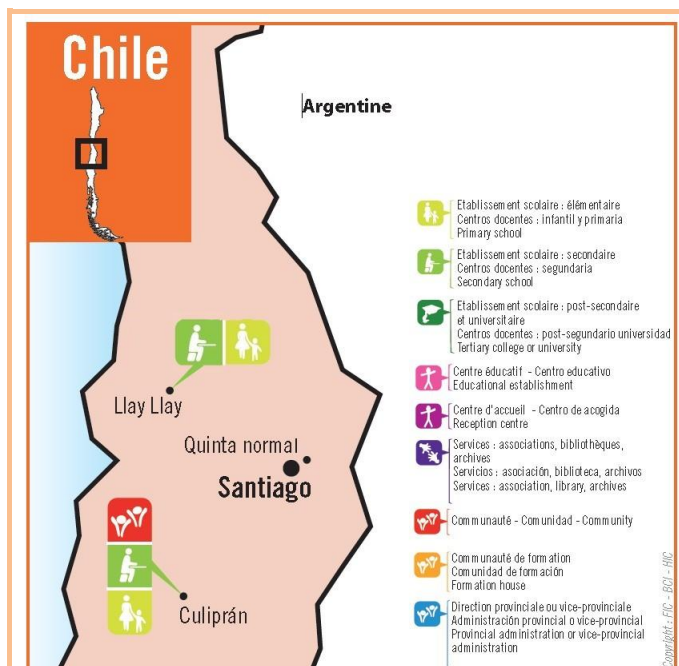 Chile
Argentine
Etablissement scolaire : élémentaire
Centros docentes : infantil y primaria
Primary school
Etablissement scolaire : secondaire
Centros docentes : segundaria
Secondary school
Etablissement scolaire : post-secondaire
et universitaire
Centros docentes : post-segundario universidad
Tertiary college or university
Centre éducatif - Centro educativo
Educational establishment
Centre d'accueil - Centro de acogida
Reception centre
Services : associations, bibliothèques,
archives
Servicios : asociación, biblioteca, archivos
Services : association, library, archives
Communauté - Comunidad - Community
Communauté de formation
Comunidad de formación
Formation house
Direction provinciale ou vice-provinciale
Administración provincial o vice-provincial
Provincial administration or vice-provincial
administration
Llay Llay
Quinta normal
Santiago
Culiprán
Copyright : FIC - BCI - HIC